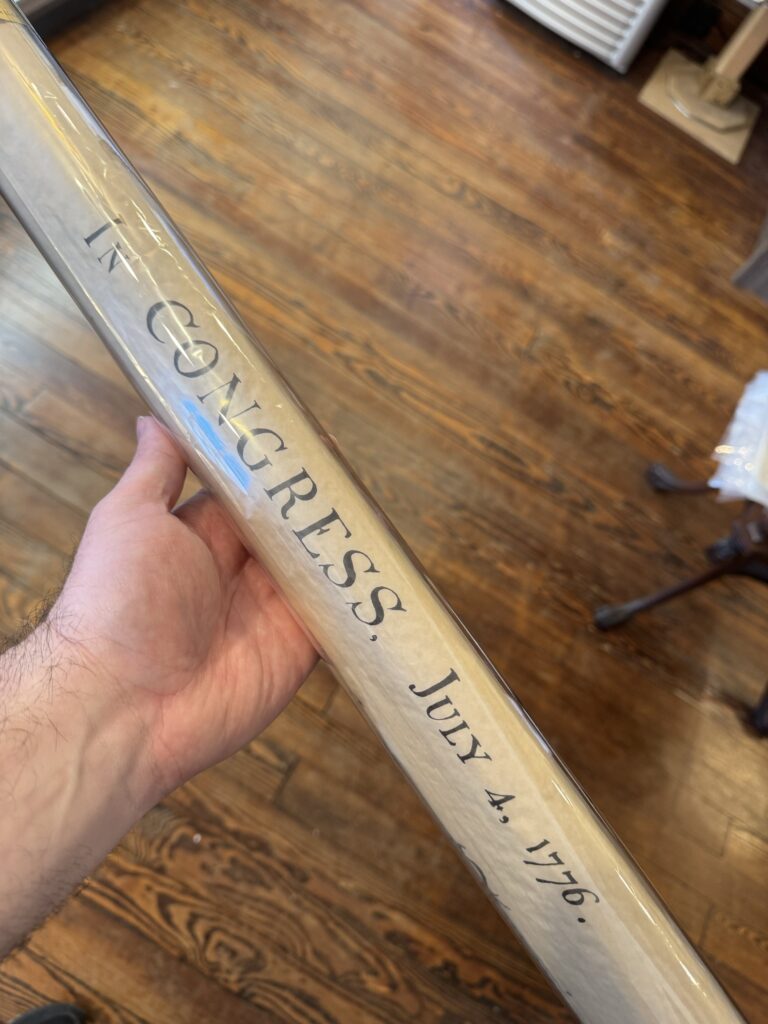 In CONGRESS, July 4, 1776.